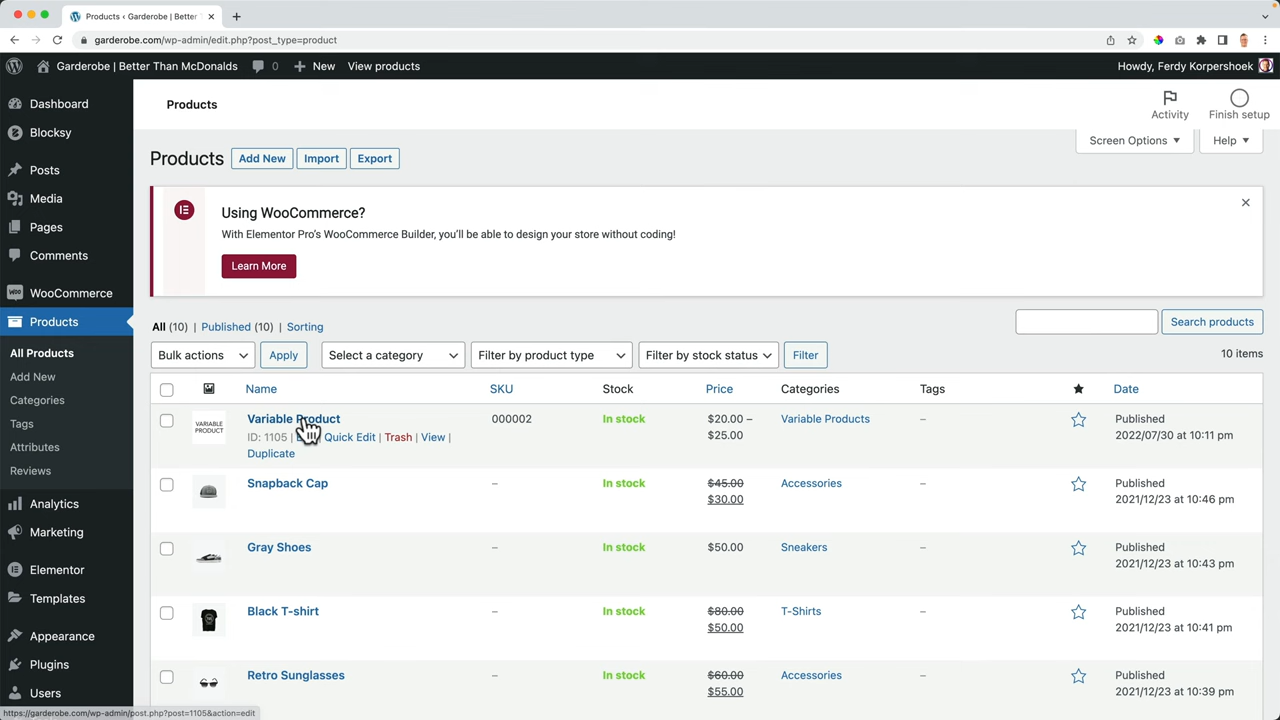 Products ‹ Garderobe | Better T
garderobe.com/wp-admin/edit.php?post_type=product
Garderobe | Better Than McDonalds 0 New View products Howdy, Ferdy Korpershoek
Dashboard
Blocksy
Posts
Media
Pages
Comments
WooCommerce
Products
All Products
Add New
Categories
Tags
Attributes
Reviews
Analytics
Marketing
Elementor
Templates
Appearance
Plugins
Users
Products
Activity Finish setup
Screen Options Help
Products Add New Import Export
Using WooCommerce?
With Elementor Pro's WooCommerce Builder, you'll be able to design your store without coding!
Learn More
All (10) | Published (10) | Sorting
Search products
Bulk actions Apply Select a category Filter by product type Filter by stock status Filter 10 items
Name SKU Stock Price Categories Tags Date
VARIABLE
PRODUCT
Variable Product 000002 In stock $20.00 – Variable Products – Published
ID: 1105 | Quick Edit | Trash | View | $25.00 2022/07/30 at 10:11 pm
Duplicate
Snapback Cap – In stock $45.00 Accessories – Published
$30.00 2021/12/23 at 10:46 pm
Gray Shoes – In stock $50.00 Sneakers – Published
2021/12/23 at 10:43 pm
Black T-shirt – In stock $80.00 T-Shirts – Published
$50.00 2021/12/23 at 10:41 pm
Retro Sunglasses – In stock $60.00 Accessories – Published
$55.00 2021/12/23 at 10:39 pm
https://garderobe.com/wp-admin/post.php?post=1105&action=edit